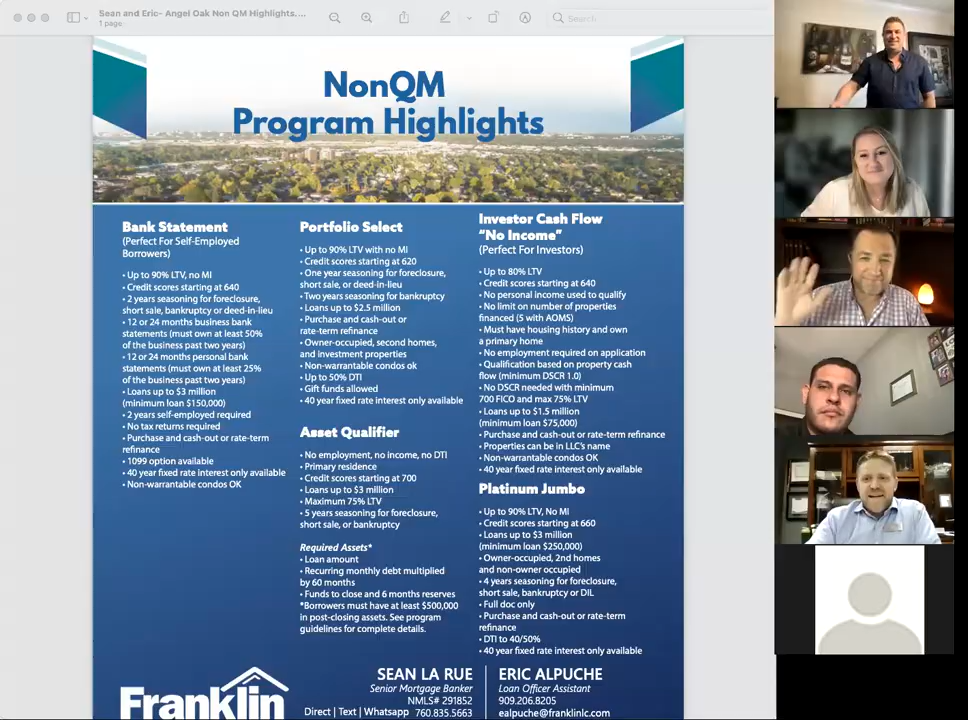 Sean and Eric- Angel Oak Non QM Highlights....
1 page
Search
NonQM
Program Highlights
Bank Statement
(Perfect For Self-Employed
Borrowers)
• Up to 90% LTV, no MI
• Credit scores starting at 640
• 2 years seasoning for foreclosure,
short sale, bankruptcy or deed-in-lieu
• 12 or 24 months business bank
statements (must own at least 50%
of the business past two years)
• 12 or 24 months personal bank
statements (must own at least 25%
of the business past two years)
• Loans up to $3 million
(minimum loan $150,000)
• 2 years self-employed required
• No tax returns required
• Purchase and cash-out or rate-term
refinance
• 1099 option available
• 40 year fixed rate interest only available
• Non-warrantable condos OK
Portfolio Select
• Up to 90% LTV with no MI
• Credit scores starting at 620
• One year seasoning for foreclosure,
short sale, or deed-in-lieu
• Two years seasoning for bankruptcy
• Loans up to $2.5 million
• Purchase and cash-out or
rate-term refinance
• Owner-occupied, second homes,
and investment properties
• Non-warrantable condos ok
• Up to 50% DTI
• Gift funds allowed
• 40 year fixed rate interest only available
Asset Qualifier
• No employment, no income, no DTI
• Primary residence
• Credit scores starting at 700
• Loans up to $3 million
• Maximum 75% LTV
• 5 years seasoning for foreclosure,
short sale, or bankruptcy
Required Assets*
• Loan amount
• Recurring monthly debt multiplied
by 60 months
• Funds to close and 6 months reserves
*Borrowers must have at least $500,000
in post-closing assets. See program
guidelines for complete details.
Investor Cash Flow
"No Income"
(Perfect For Investors)
• Up to 80% LTV
• Credit scores starting at 640
• No personal income used to qualify
• No limit on number of properties
financed (5 with AOMS)
• Must have housing history and own
a primary home
• No employment required on application
• Qualification based on property cash
flow (minimum DSCR 1.0)
• No DSCR needed with minimum
700 FICO and max 75% LTV
• Loans up to $1.5 million
(minimum loan $75,000)
• Purchase and cash-out or rate-term refinance
• Properties can be in LLC's name
• Non-warrantable condos OK
• 40 year fixed rate interest only available
Platinum Jumbo
• Up to 90% LTV, No MI
• Credit scores starting at 660
• Loans up to $3 million
(minimum loan $250,000)
• Owner-occupied, 2nd homes
and non-owner occupied
• 4 years seasoning for foreclosure,
short sale, bankruptcy or DIL
• Full doc only
• Purchase and cash-out or rate-term
refinance
• DTI to 40/50%
• 40 year fixed rate interest only available
Franklin
SEAN LA RUE
Senior Mortgage Banker
NMLS# 291852
Direct | Text | Whatsapp 760.835.5663
ERIC ALPUCHE
Loan Officer Assistant
909.206.8205
ealpuche@franklinlc.com